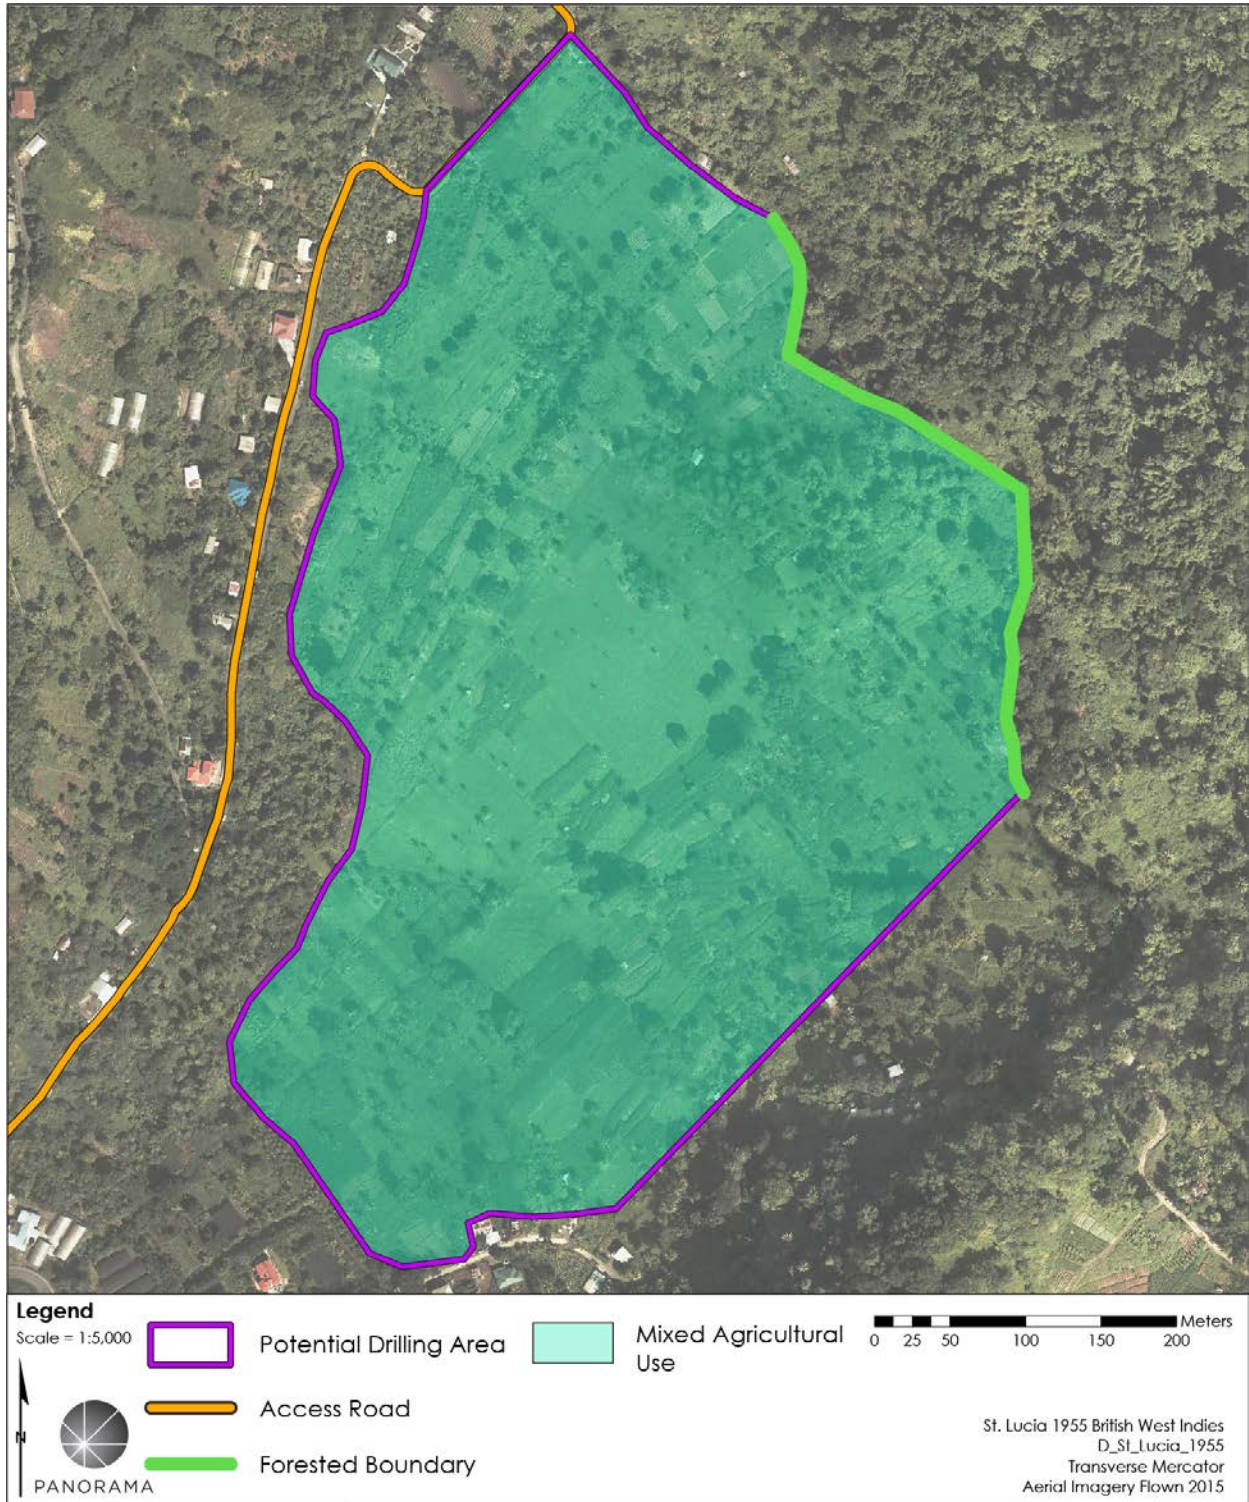 Legend
Scale = 1:5,000
N
PANORAMA
Potential Drilling Area
Access Road
Forested Boundary
Mixed Agricultural
Use
Meters
0 25 50 100 150 200
St. Lucia 1955 British West Indies
D_St_Lucia_1955
Transverse Mercator
Aerial Imagery Flown 2015